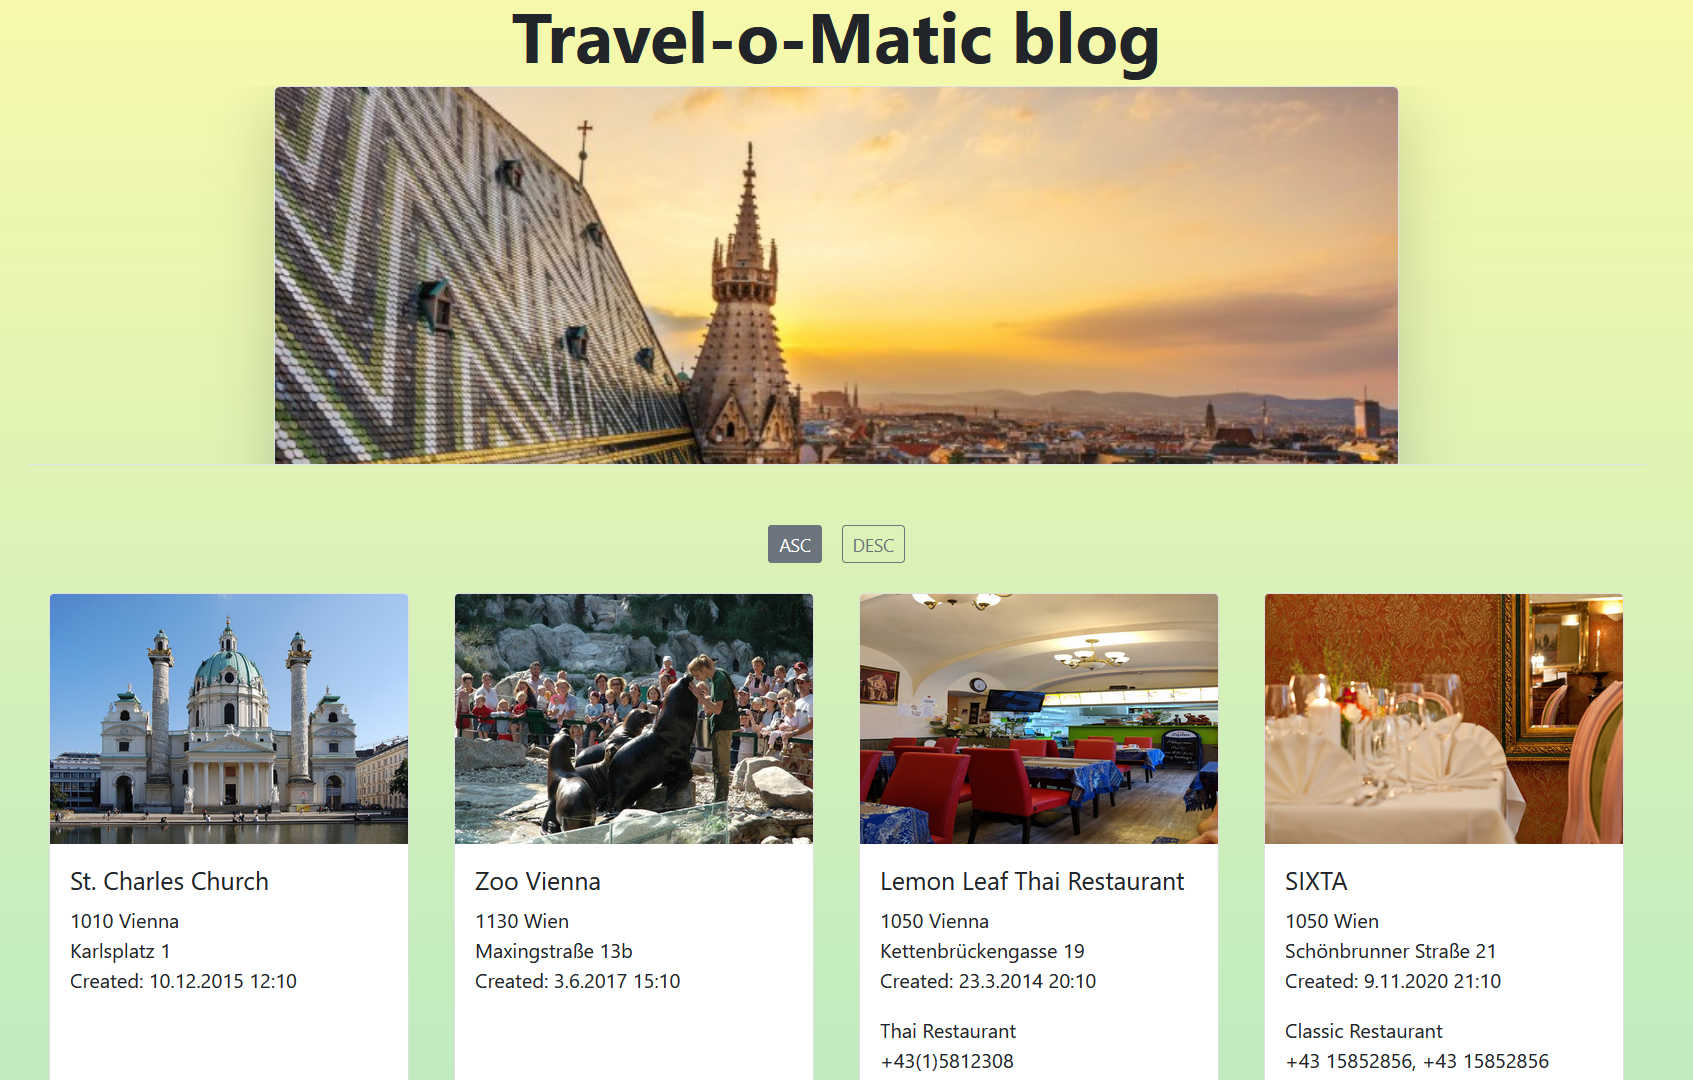 Travel-o-Matic blog
ASC DESC
St. Charles Church
1010 Vienna
Karlsplatz 1
Created: 10.12.2015 12:10
Zoo Vienna
1130 Wien
Maxingstraße 13b
Created: 3.6.2017 15:10
Lemon Leaf Thai Restaurant
1050 Vienna
Kettenbrückengasse 19
Created: 23.3.2014 20:10
Thai Restaurant
+43(1)5812308
SIXTA
1050 Wien
Schönbrunner Straße 21
Created: 9.11.2020 21:10
Classic Restaurant
+43 15852856, +43 15852856